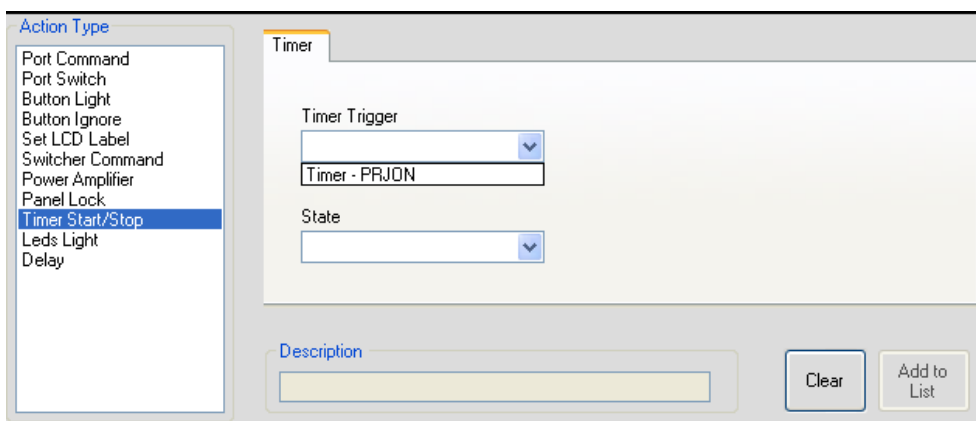 Action Type
Port Command
Port Switch
Button Light
Button Ignore
Set LCD Label
Switcher Command
Power Amplifier
Panel Lock
Timer Start/Stop
Leds Light
Delay
Timer
Timer Trigger
Timer - PRJON
State
Description
Clear
Add to
List